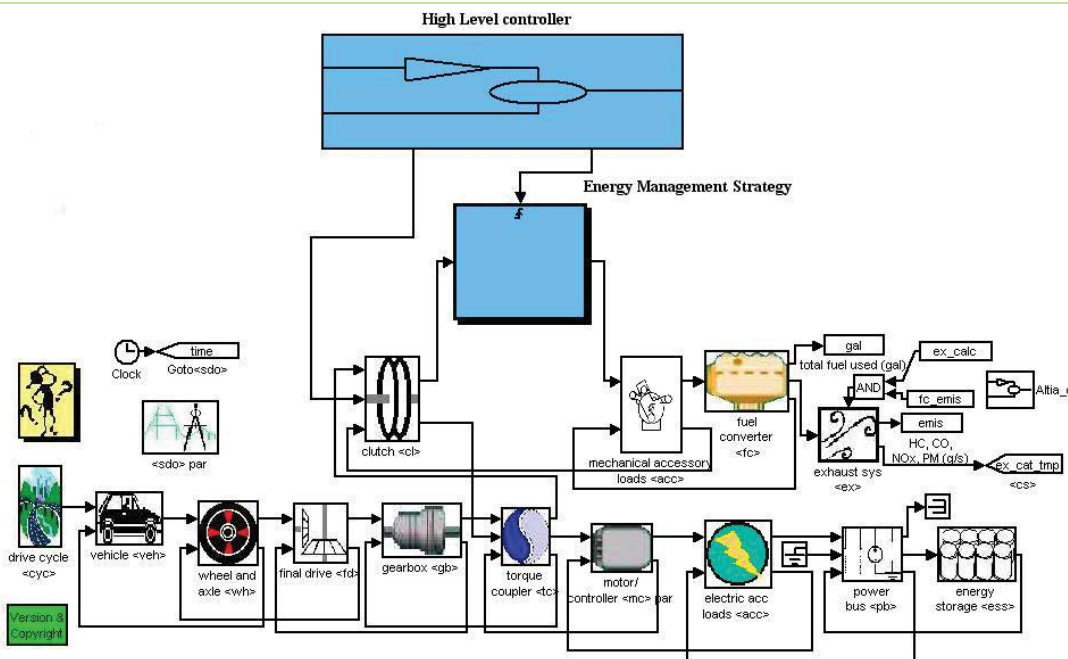 High Level controller
Energy Management Strategy
time
Goto<sdo>
Clock
<sdo> par
clutch <cl>
mechanical accessory
loads <acc>
fuel
converter
<fc>
gal
total fuel used (gal)
ex_calc
AND
fc_emis
emis
HC, CO,
NOx, PM (g/s)
exhaust sys
<ex>
ex_cat_tmp
<cs>
drive cycle
<cyc>
vehicle <veh>
wheel and
axle <wh>
final drive <fd>
gearbox <gb>
torque
coupler <tc>
motor/
controller <mc> par
electric acc
loads <acc>
power
bus <pb>
energy
storage <ess>
Version &
Copyright